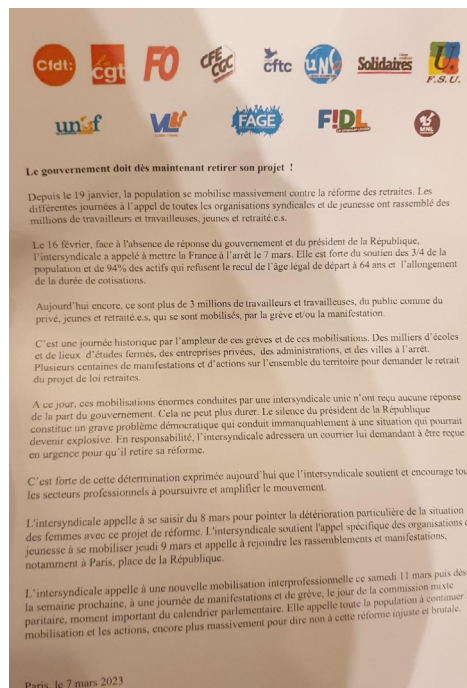 Cfdt:
La cgt
FO
CFE CGC
cftc
UNSA
Solidaires
U
F.S.U.
unef
VL
FAGE
F!DL
MNL
Le gouvernement doit dès maintenant retirer son projet !
Depuis le 19 janvier, la population se mobilise massivement contre la réforme des retraites. Les
différentes journées à l'appel de toutes les organisations syndicales et de jeunesse ont rassemblé des
millions de travailleurs et travailleuses, jeunes et retraité.e.s.
Le 16 février, face à l'absence de réponse du gouvernement et du président de la République,
l'intersyndicale a appelé à mettre la France à l'arrêt le 7 mars. Elle est forte du soutien des 3/4 de la
population et de 94% des actifs qui refusent le recul de l'âge légal de départ à 64 ans et l'allongement
de la durée de cotisations.
Aujourd'hui encore, ce sont plus de 3 millions de travailleurs et travailleuses, du public comme du
privé, jeunes et retraité.e.s, qui se sont mobilisés, par la grève et/ou la manifestation.
C'est une journée historique par l'ampleur de ces grèves et de ces mobilisations. Des milliers d'écoles
et de lieux d'études fermés, des entreprises privées, des administrations, et des villes à l'arrêt.
Plusieurs centaines de manifestations et d'actions sur l'ensemble du territoire pour demander le retrait
du projet de loi retraites.
A ce jour, ces mobilisations énormes conduites par une intersyndicale unie n'ont reçu aucune réponse
de la part du gouvernement. Cela ne peut plus durer. Le silence du président de la République
constitue un grave problème démocratique qui conduit immanquablement à une situation qui pourrait
devenir explosive. En responsabilité, l'intersyndicale adressera un courrier lui demandant à être reçue
en urgence pour qu'il retire sa réforme.
C'est forte de cette détermination exprimée aujourd'hui que l'intersyndicale soutient et encourage tou
les secteurs professionnels à poursuivre et amplifier le mouvement.
L'intersyndicale appelle à se saisir du 8 mars pour pointer la détérioration particulière de la situation
des femmes avec ce projet de réforme. L'intersyndicale soutient l'appel spécifique des organisations d
jeunesse à se mobiliser jeudi 9 mars et appelle à rejoindre les rassemblements et manifestations,
notamment à Paris, place de la République.
L'intersyndicale appelle à une nouvelle mobilisation interprofessionnelle ce samedi 11 mars puis dès
la semaine prochaine, à une journée de manifestations et de grève, le jour de la commission mixte
paritaire, moment important du calendrier parlementaire. Elle appelle toute la population à continuer
mobilisation et les actions, encore plus massivement pour dire non à cette réforme injuste et brutale.
Paris, le 7 mars 2023